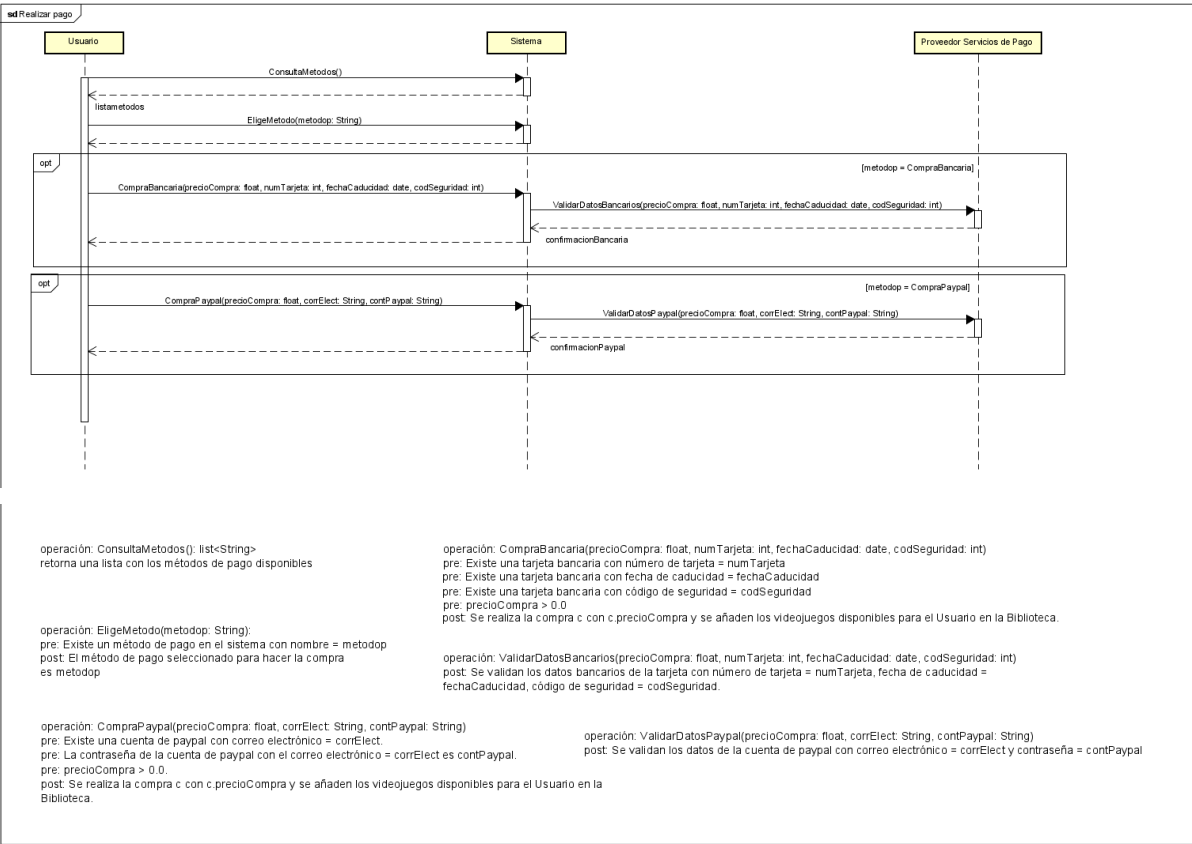 sd Realizar pago
Usuario
Sistema
Proveedor Servicios de Pago
ConsultaMetodos()
listametodos
EligeMetodo(metodop: String)
opt
[metodop = CompraBancaria]
CompraBancaria(precioCompra: float, numTarjeta: int, fechaCaducidad: date, codSeguridad: int)
ValidarDatosBancarios(precioCompra: float, numTarjeta: int, fechaCaducidad: date, codSeguridad: int)
confirmacionBancaria
opt
[metodop = CompraPaypal]
CompraPaypal(precioCompra: float, corrElect: String, contPaypal: String)
ValidarDatosPaypal(precioCompra: float, corrElect: String, contPaypal: String)
confirmacionPaypal
operación: ConsultaMetodos(): list<String>
retorna una lista con los métodos de pago disponibles
operación: EligeMetodo(metodop: String):
pre: Existe un método de pago en el sistema con nombre = metodop
post: El método de pago seleccionado para hacer la compra
es metodop
operación: CompraBancaria(precioCompra: float, numTarjeta: int, fechaCaducidad: date, codSeguridad: int)
pre: Existe una tarjeta bancaria con número de tarjeta = numTarjeta
pre: Existe una tarjeta bancaria con fecha de caducidad = fechaCaducidad
pre: Existe una tarjeta bancaria con código de seguridad = codSeguridad
pre: precioCompra > 0.0
post: Se realiza la compra c con c.precioCompra y se añaden los videojuegos disponibles para el Usuario en la Biblioteca.
operación: ValidarDatosBancarios(precioCompra: float, numTarjeta: int, fechaCaducidad: date, codSeguridad: int)
post: Se validan los datos bancarios de la tarjeta con número de tarjeta = numTarjeta, fecha de caducidad =
fechaCaducidad, código de seguridad = codSeguridad.
operación: CompraPaypal(precioCompra: float, corrElect: String, contPaypal: String)
pre: Existe una cuenta de paypal con correo electrónico = corrElect.
pre: La contraseña de la cuenta de paypal con el correo electrónico = corrElect es contPaypal.
pre: precioCompra > 0.0.
post: Se realiza la compra c con c.precioCompra y se añaden los videojuegos disponibles para el Usuario en la
Biblioteca.
operación: ValidarDatosPaypal(precioCompra: float, corrElect: String, contPaypal: String)
post: Se validan los datos de la cuenta de paypal con correo electrónico = corrElect y contraseña = contPaypal